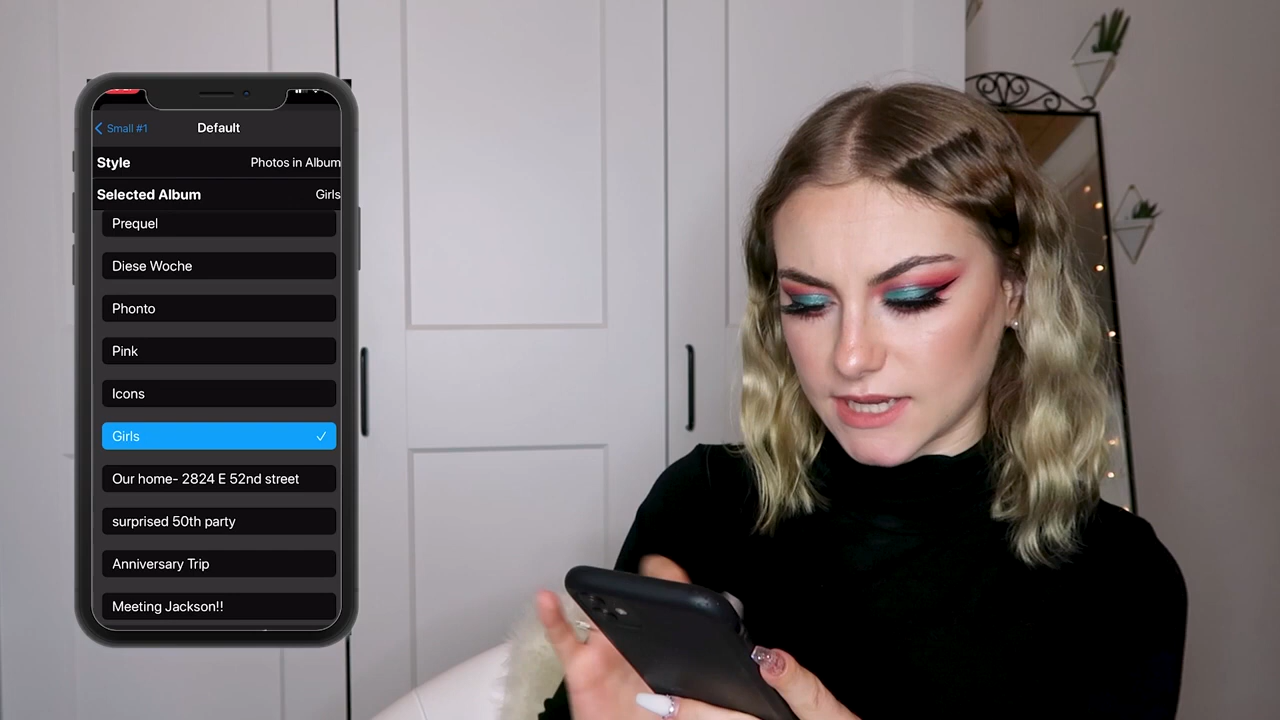 Small #1
Default
Style
Photos in Album
Selected Album
Girls
Prequel
Diese Woche
Phonto
Pink
Icons
Girls
Our home- 2824 E 52nd street
surprised 50th party
Anniversary Trip
Meeting Jackson!!